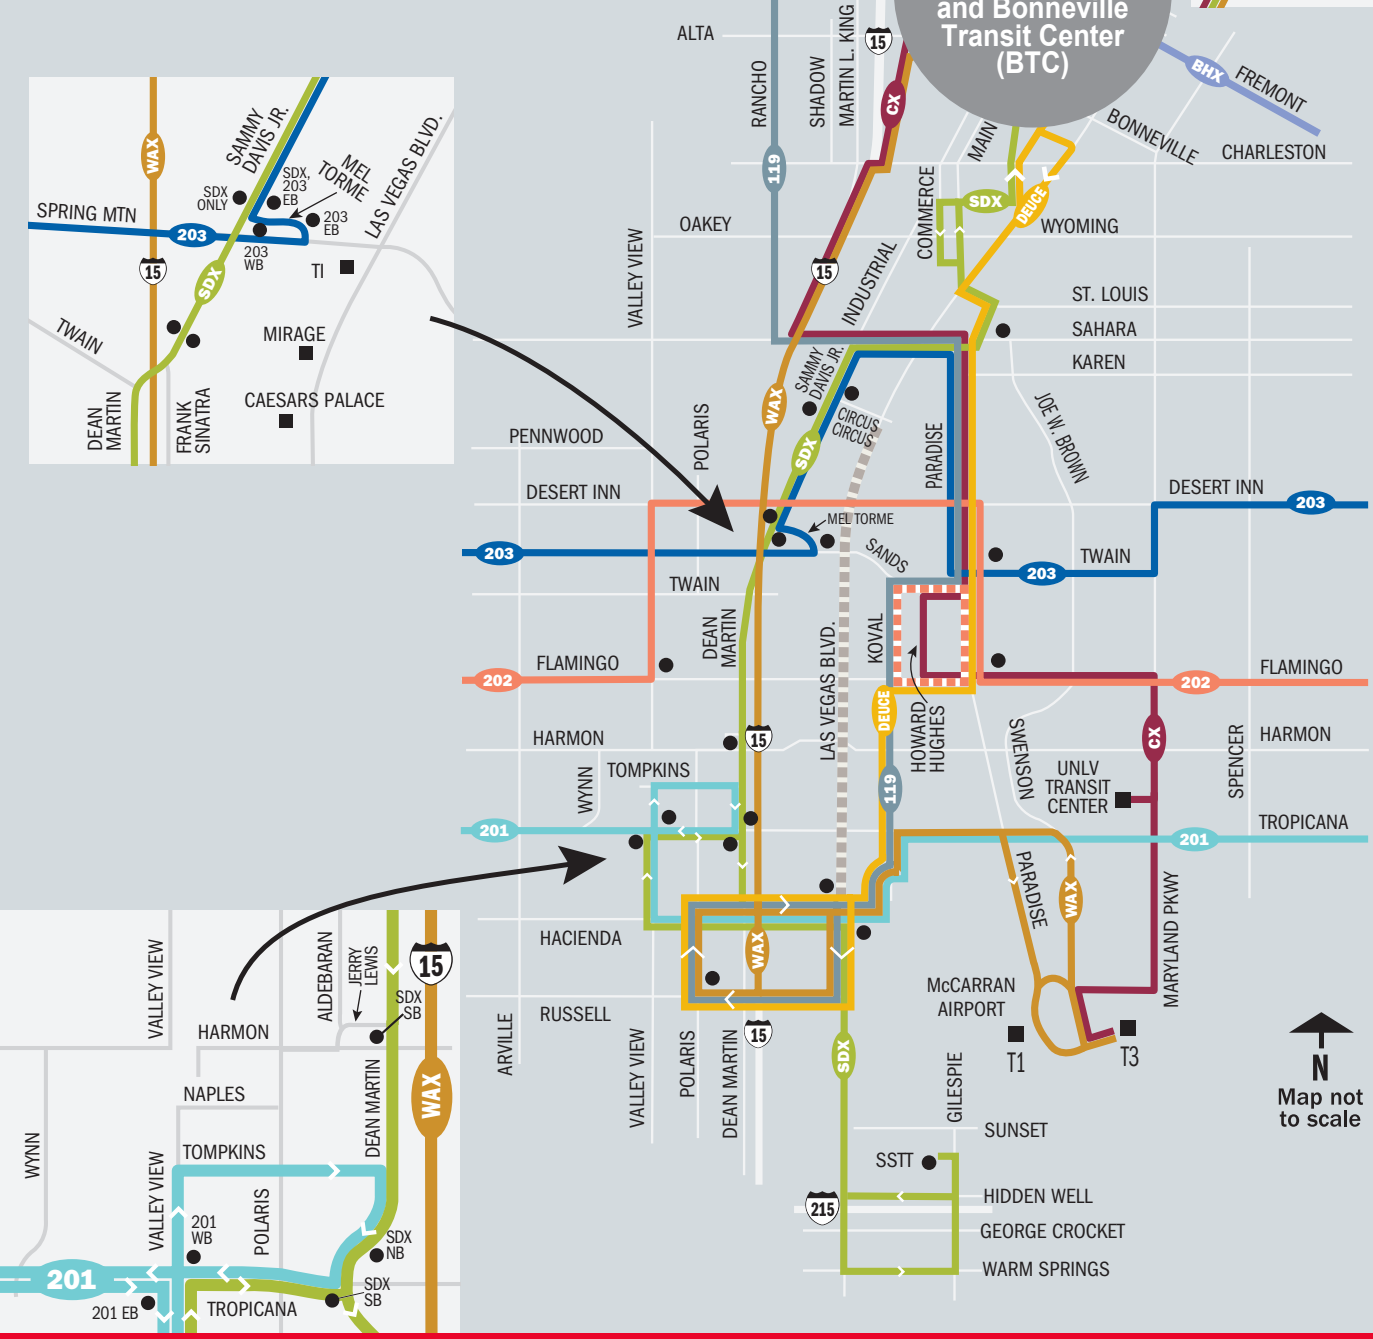 and Bonneville
Transit Center
(BTC)
ALTA
RANCHO
SHADOW
MARTIN L. KING
15
CX
BHX
FREMONT
MAIN
BONNEVILLE
CHARLESTON
119
COMMERCE
SDX
DEUCE
OAKEY
WYOMING
VALLEY VIEW
15
INDUSTRIAL
ST. LOUIS
SAHARA
KAREN
SAMMY
DAVIS JR.
WAX
CIRCUS
CIRCUS
JOE W. BROWN
POLARIS
PARADISE
PENNWOOD
SDX
DESERT INN
DESERT INN
203
MEL TORME
203
SANDS
TWAIN
203
TWAIN
DEAN
MARTIN
LAS VEGAS BLVD.
KOVAL
FLAMINGO
FLAMINGO
202
202
DEUCE
HOWARD
HUGHES
SWENSON
CX
SPENCER
HARMON
15
HARMON
WYNN
TOMPKINS
119
UNLV
TRANSIT
CENTER
201
TROPICANA
201
PARADISE
WAX
MARYLAND PKWY
HACIENDA
WAX
McCARRAN
AIRPORT
RUSSELL
ARVILLE
VALLEY VIEW
POLARIS
DEAN MARTIN
15
SDX
T1
T3
GILESPIE
N
Map not
to scale
SUNSET
SSTT
HIDDEN WELL
215
GEORGE CROCKET
WARM SPRINGS
WAX
SAMMY
DAVIS JR.
MEL
TORME
LAS VEGAS BLVD.
SDX
ONLY
SDX,
203
EB
SPRING MTN
203
203
EB
203
WB
15
SDX
TI
TWAIN
MIRAGE
CAESARS PALACE
DEAN
MARTIN
FRANK
SINATRA
VALLEY VIEW
ALDEBARAN
JERRY
LEWIS
15
SDX
SB
HARMON
NAPLES
DEAN MARTIN
WAX
WYNN
TOMPKINS
VALLEY VIEW
POLARIS
201
WB
SDX
NB
201
SDX
SB
201 EB
TROPICANA